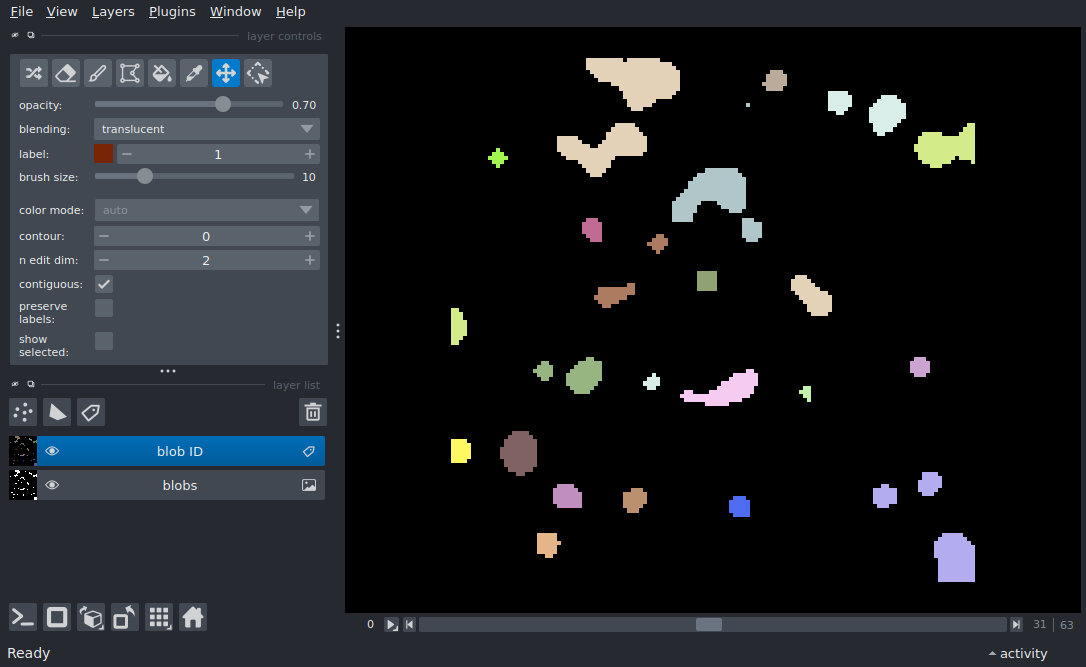 File View Layers Plugins Window Help
layer controls
opacity: 0.70
blending: translucent
label: 1
brush size: 10
color mode: auto
contour: 0
n edit dim: 2
contiguous:
preserve
labels:
show
selected:
layer list
blob ID
blobs
0 31 63
Ready activity